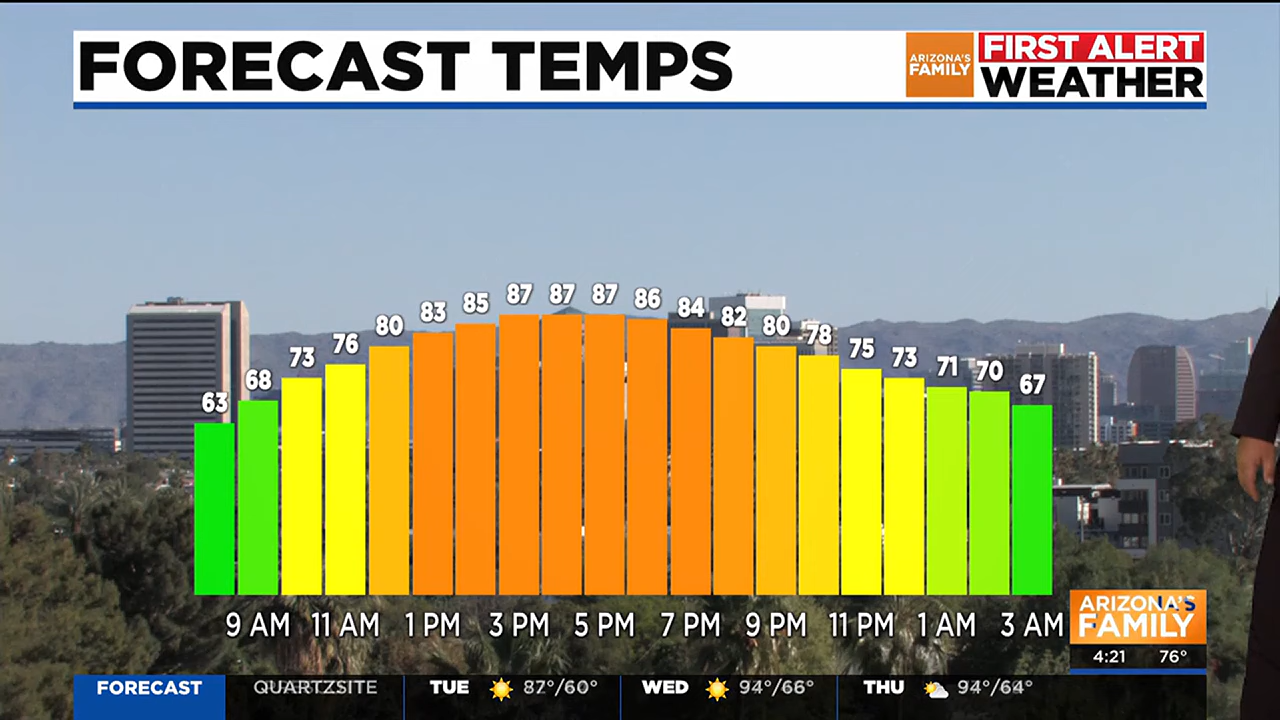 FORECAST TEMPS
ARIZONA'S
FAMILY
FIRST ALERT
WEATHER
63 68 73 76 80 83 85 87 87 87 86 84 82 80 78 75 73 71 70 67
9 AM 11 AM 1 PM 3 PM 5 PM 7 PM 9 PM 11 PM 1 AM 3 AM
ARIZONA'S
FAMILY
4:21 76°
FORECAST QUARTZSITE TUE 87°/60° WED 94°/66° THU 94°/64°